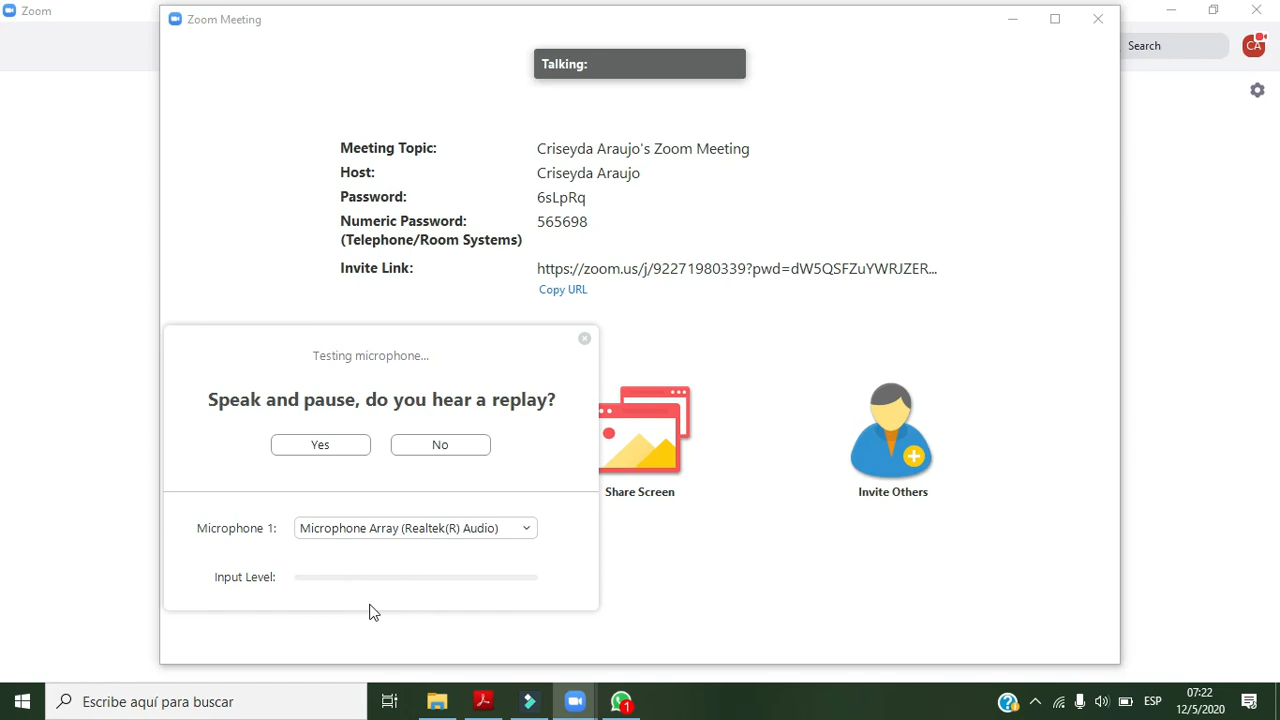 Zoom
Zoom Meeting
Search
CA
Talking:
Meeting Topic: Criseyda Araujo's Zoom Meeting
Host: Criseyda Araujo
Password: 6sLpRq
Numeric Password: 565698
(Telephone/Room Systems)
Invite Link: https://zoom.us/j/92271980339?pwd=dW5QSFZuYWRJZER...
Copy URL
Testing microphone...
Speak and pause, do you hear a replay?
Yes No
Microphone 1: Microphone Array (Realtek(R) Audio)
Input Level:
Share Screen
Invite Others
Escribe aquí para buscar
1
ESP
07:22
12/5/2020